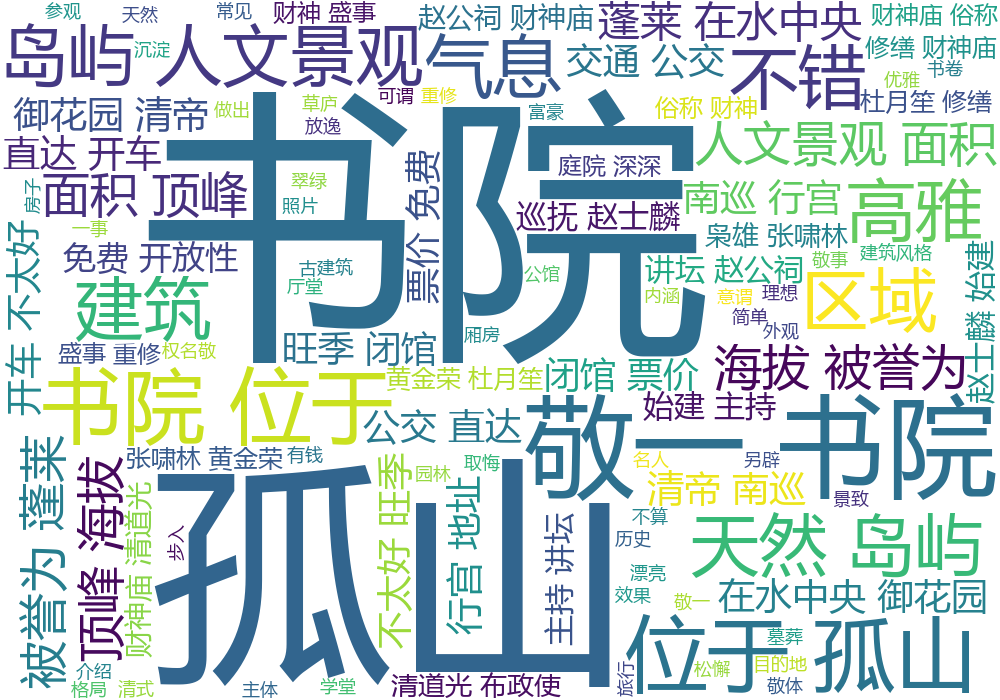 参观
天然
常见
财神 盛事
赵公祠 财神庙
蓬莱 在水中央
财神庙 俗称
岛屿 人文景观
沉淀
气息
交通 公交
不错
修缮 财神庙
书卷
优雅
杜月笙 修缮
御花园 清帝
做出
草庐
放逸
可谓
重修
富豪
俗称 财神
直达 开车
书院
庭院 深深
人文景观 面积
房子
面积 顶峰
翠绿
照片
票价 免费
巡抚 赵士麟
南巡 行宫
高雅
一事
枭雄 张啸林
开车 不太好
免费 开放性
古建筑
厅堂
公馆
讲坛 赵公祠
敬事
建筑风格
赵士麟 始建
建筑
内涵
意谓
理想
区域
简单
外观
盛事 重修
权名敬
旺季 闭馆
厢房
书院 位于
黄金荣 杜月笙
闭馆 票价
海拔 被誉为
始建 主持
敬一 书院
公交 直达
被誉为 蓬莱
张啸林 黄金荣
有钱
孤山
不太好 旺季
园林
取悔
名人
另辟
顶峰 海拔
财神庙 清道光
行宫 地址
清帝 南巡
景致
步入
主持 讲坛
不算
历史
天然 岛屿
漂亮
效果
敬一
在水中央 御花园
位于 孤山
墓葬
介绍
格局
清式
主体
学堂
清道光 布政使
旅行
松懈
目的地
敬体